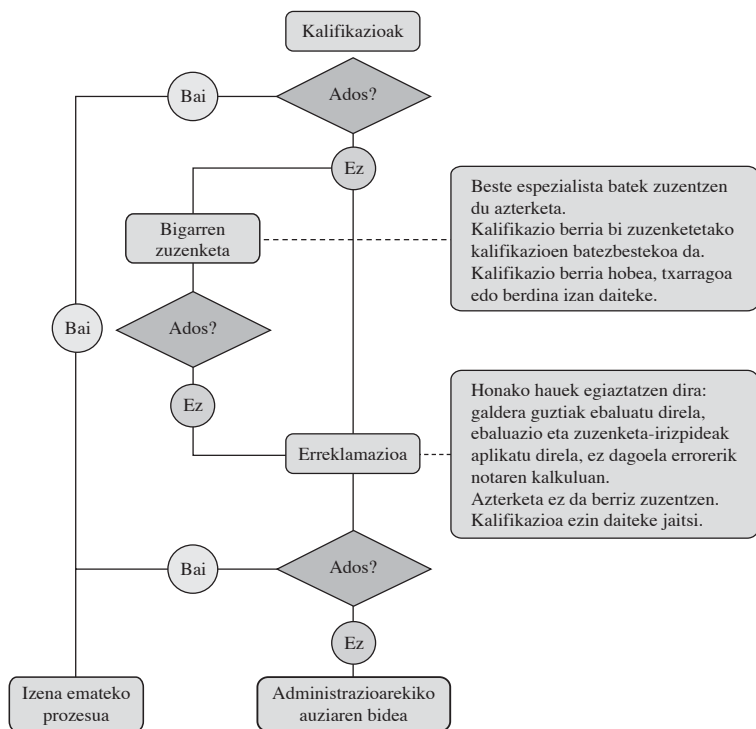 Kalifikazioak
Bai
Ados?
Ez
Bigarren
zuzenketa
Beste espezialista batek zuzentzen
du azterketa.
Kalifikazio berria bi zuzenketetako
kalifikazioen batezbestekoa da.
Kalifikazio berria hobea, txarragoa
edo berdina izan daiteke.
Bai
Ados?
Ez
Erreklamazioa
Honako hauek egiaztatzen dira:
galdera guztiak ebaluatu direla,
ebaluazio eta zuzenketa-irizpideak
aplikatu direla, ez dagoela errorerik
notaren kalkuluan.
Azterketa ez da berriz zuzentzen.
Kalifikazioa ezin daiteke jaitsi.
Bai
Ados?
Ez
Izena emateko
prozesua
Administrazioarekiko
auziaren bidea